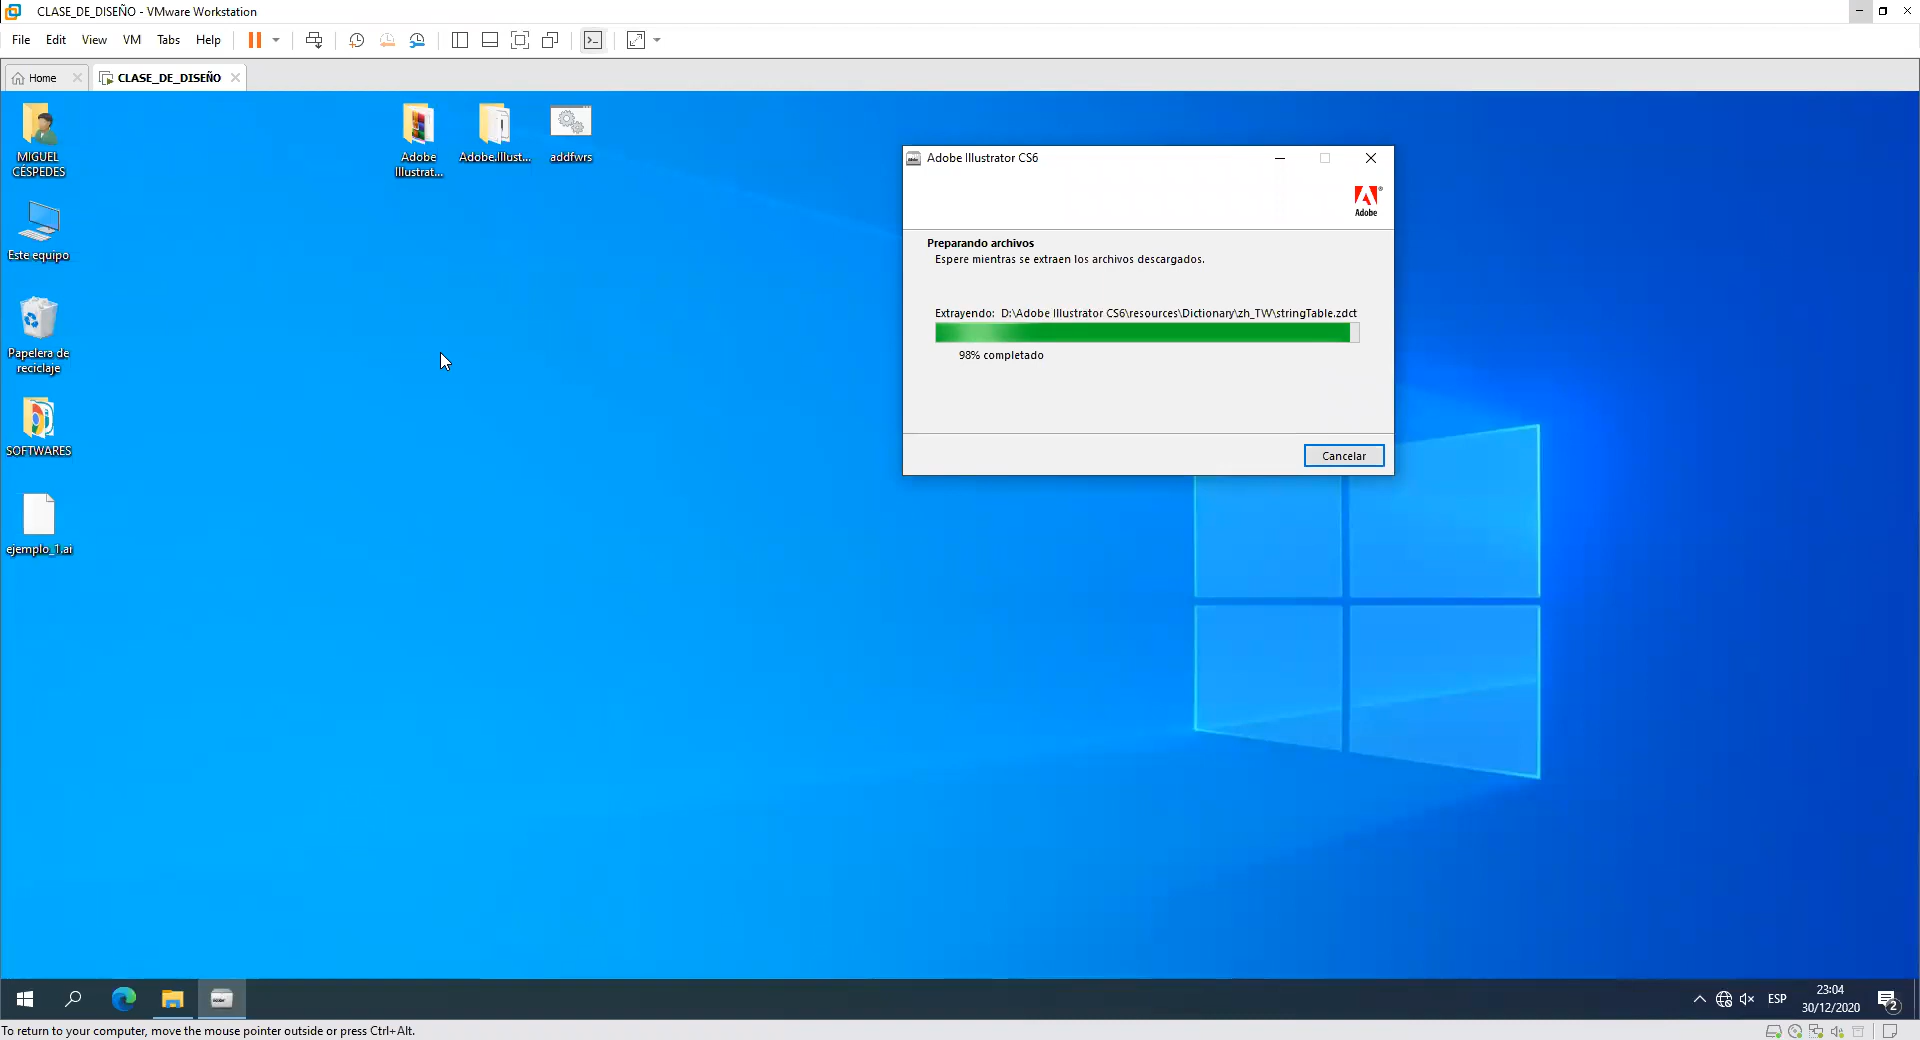 CLASE_DE_DISEÑO - VMware Workstation
File Edit View VM Tabs Help
Home CLASE_DE_DISEÑO
MIGUEL
CÉSPEDES
Este equipo
Papelera de
reciclaje
SOFTWARES
ejemplo_1.ai
Adobe
Illustrat...
Adobe.Illust...
addfwrs
Adobe Illustrator CS6
Adobe
Preparando archivos
Espere mientras se extraen los archivos descargados.
Extrayendo: D:\Adobe Illustrator CS6\resources\Dictionary\zh_TW\stringTable.zdct
98% completado
Cancelar
ESP
23:04
30/12/2020
2
To return to your computer, move the mouse pointer outside or press Ctrl+Alt.